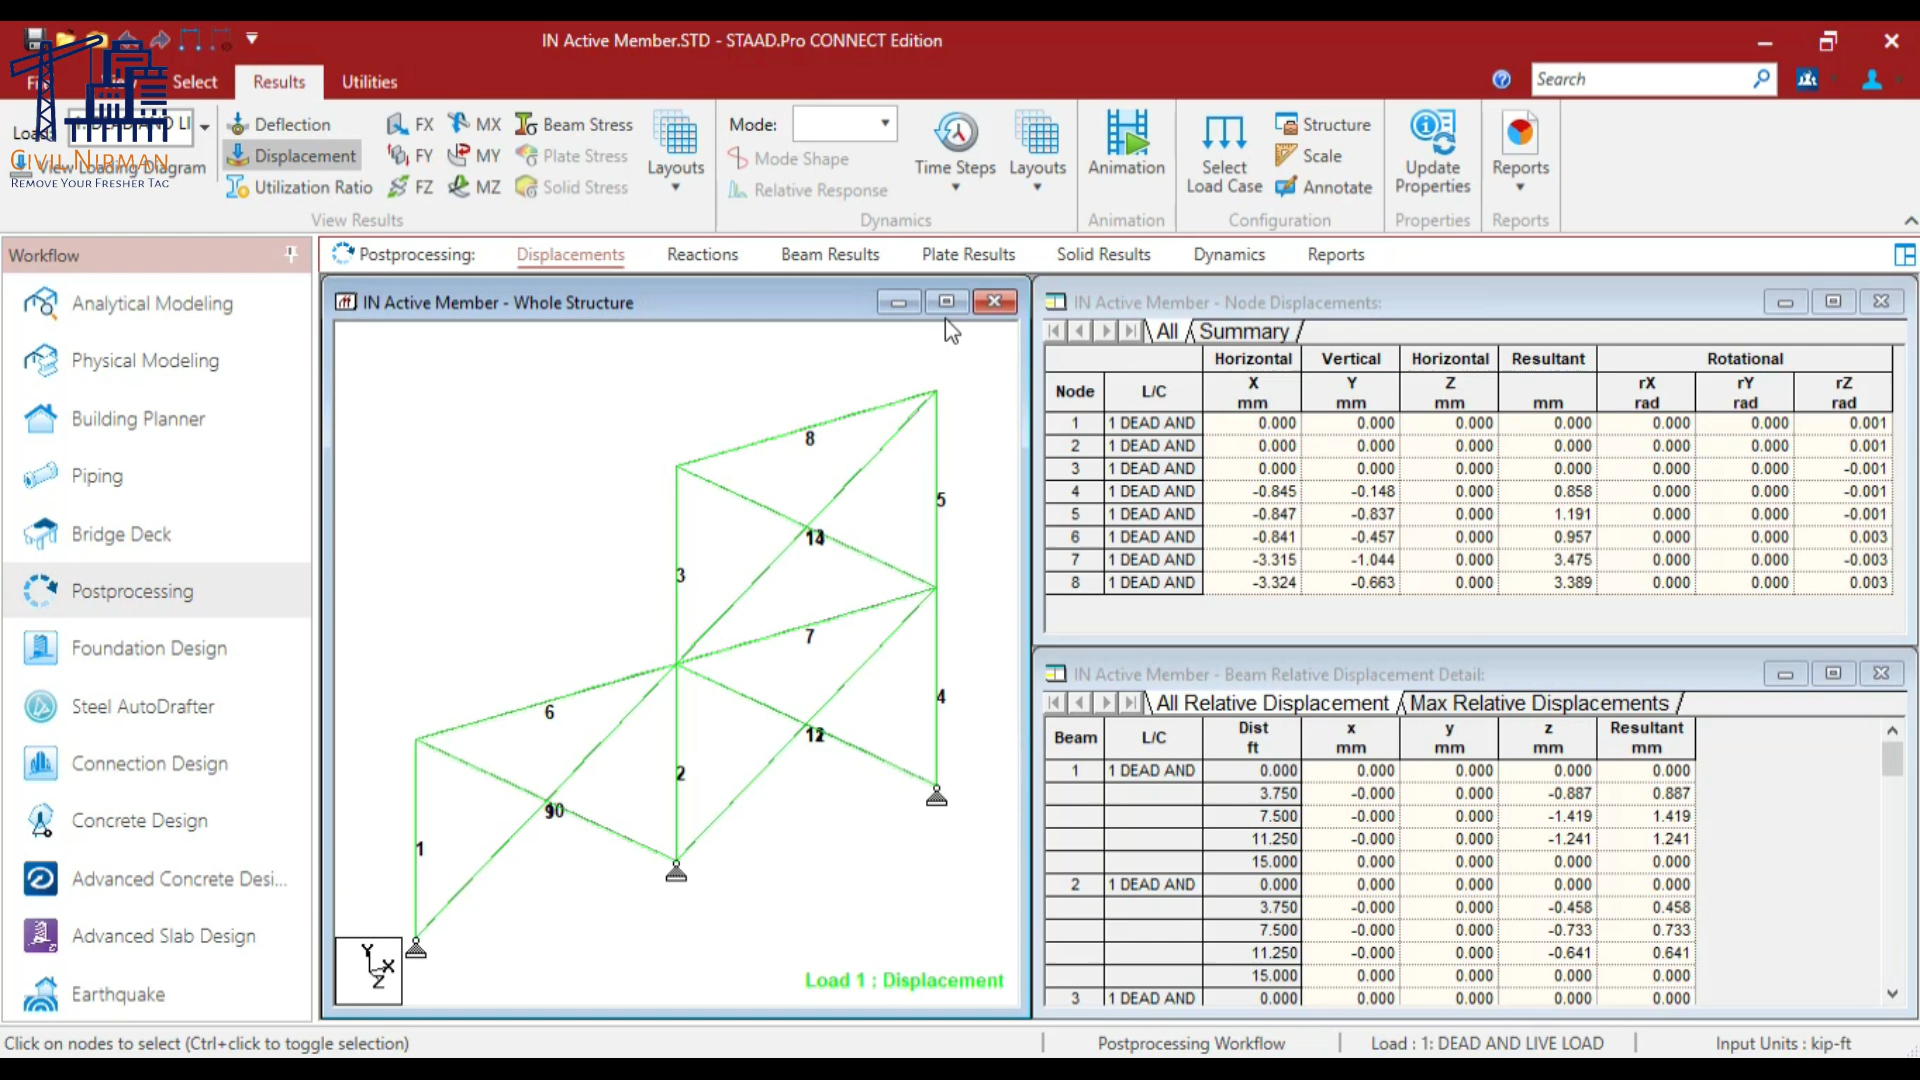 IN Active Member.STD - STAAD.Pro CONNECT Edition
Select Results Utilities
Search
Load DEAD AND LI
CIVIL NIRMAN
REMOVE YOUR FRESHER TAC
View Loading Diagram
Deflection
Displacement
Utilization Ratio
FX MX Beam Stress
FY MY Plate Stress
FZ MZ Solid Stress
Layouts
View Results
Mode:
Mode Shape
Relative Response
Time Steps
Layouts
Dynamics
Animation
Animation
Select
Load Case
Structure
Scale
Annotate
Configuration
Update
Properties
Properties
Reports
Reports
Workflow
Analytical Modeling
Physical Modeling
Building Planner
Piping
Bridge Deck
Postprocessing
Foundation Design
Steel AutoDrafter
Connection Design
Concrete Design
Advanced Concrete Desi...
Advanced Slab Design
Earthquake
Postprocessing: Displacements Reactions Beam Results Plate Results Solid Results Dynamics Reports
IN Active Member - Whole Structure
8
5
3
7
6
4
2
1
Y
X
Z
Load 1 : Displacement
IN Active Member - Node Displacements:
All Summary
Horizontal Vertical Horizontal Resultant Rotational
Node L/C X mm Y mm Z mm mm rX rad rY rad rZ rad
1 1 DEAD AND 0.000 0.000 0.000 0.000 0.000 0.000 0.001
2 1 DEAD AND 0.000 0.000 0.000 0.000 0.000 0.000 0.001
3 1 DEAD AND 0.000 0.000 0.000 0.000 0.000 0.000 -0.001
4 1 DEAD AND -0.845 -0.148 0.000 0.858 0.000 0.000 -0.001
5 1 DEAD AND -0.847 -0.837 0.000 1.191 0.000 0.000 -0.001
6 1 DEAD AND -0.841 -0.457 0.000 0.957 0.000 0.000 0.003
7 1 DEAD AND -3.315 -1.044 0.000 3.475 0.000 0.000 -0.003
8 1 DEAD AND -3.324 -0.663 0.000 3.389 0.000 0.000 0.003
IN Active Member - Beam Relative Displacement Detail:
All Relative Displacement Max Relative Displacements
Beam L/C Dist ft x mm y mm z mm Resultant mm
1 1 DEAD AND 0.000 0.000 0.000 0.000 0.000
3.750 -0.000 0.000 -0.887 0.887
7.500 -0.000 0.000 -1.419 1.419
11.250 -0.000 0.000 -1.241 1.241
15.000 0.000 0.000 0.000 0.000
2 1 DEAD AND 0.000 0.000 0.000 0.000 0.000
3.750 -0.000 0.000 -0.458 0.458
7.500 -0.000 0.000 -0.733 0.733
11.250 -0.000 0.000 -0.641 0.641
15.000 0.000 0.000 0.000 0.000
3 1 DEAD AND 0.000 0.000 0.000 0.000 0.000
Click on nodes to select (Ctrl+click to toggle selection)
Postprocessing Workflow
Load : 1: DEAD AND LIVE LOAD
Input Units : kip-ft